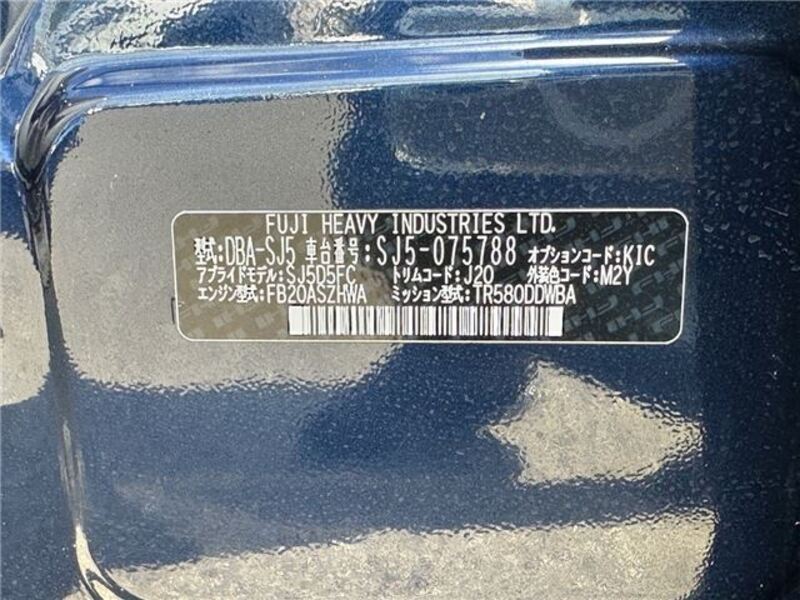 FUJI HEAVY INDUSTRIES LTD.
型式:DBA-SJ5 車台番号:SJ5-075788 オプションコード:KIC
アプライドモデル:SJ5D5FC トリムコード:J20 外装色コード:M2Y
エンジン型式:FB20ASZHWA ミッション型式:TR580DDWBA